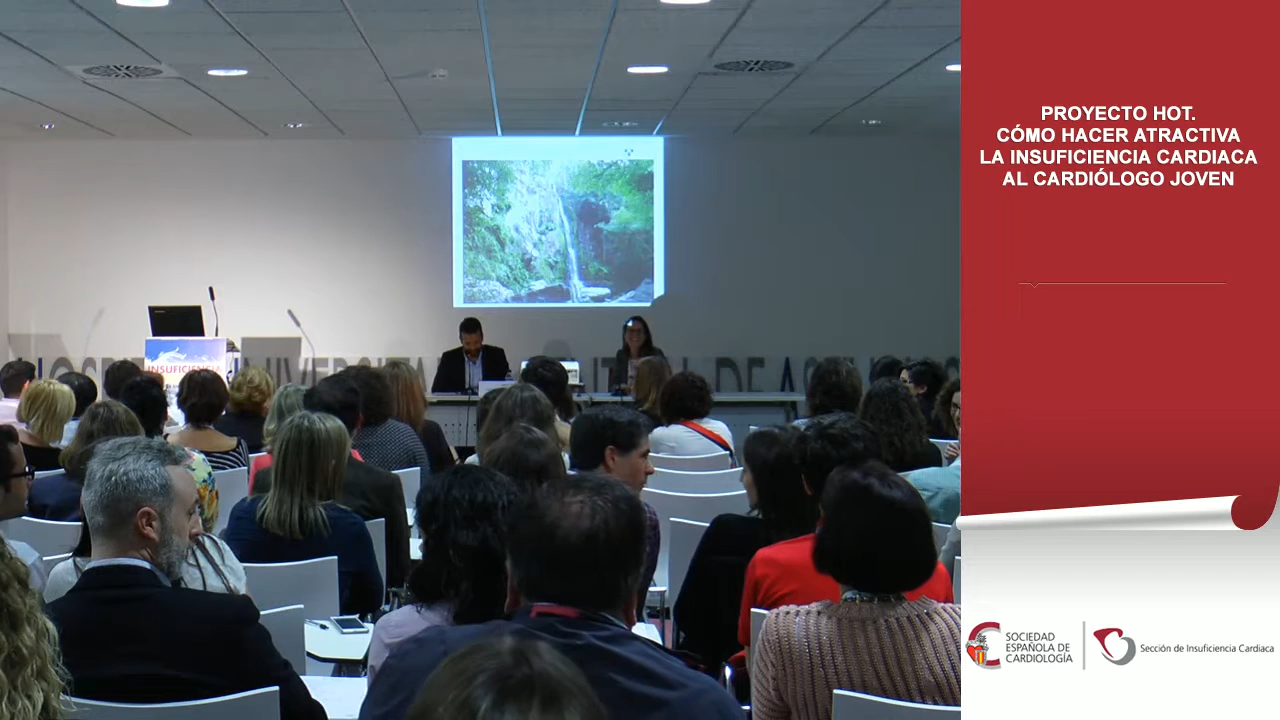 PROYECTO HOT.
CÓMO HACER ATRACTIVA
LA INSUFICIENCIA CARDIACA
AL CARDIÓLOGO JOVEN
INSUFICIENCIA
SOCIEDAD
ESPAÑOLA DE
CARDIOLOGÍA
Sección de Insuficiencia Cardiaca